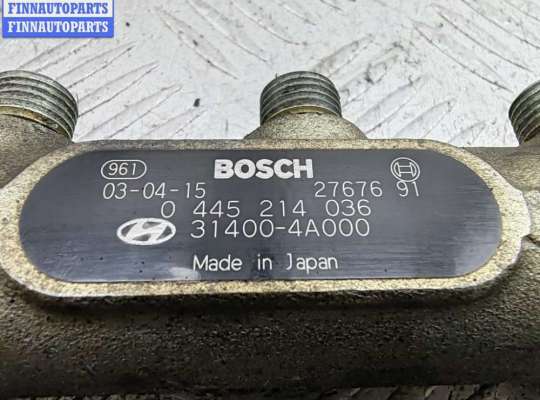 FINNAUTOPARTS
FINNAUTOPARTS
961 BOSCH
03-04-15 27676 91
0 445 214 036
31400-4A000
Made in Japan